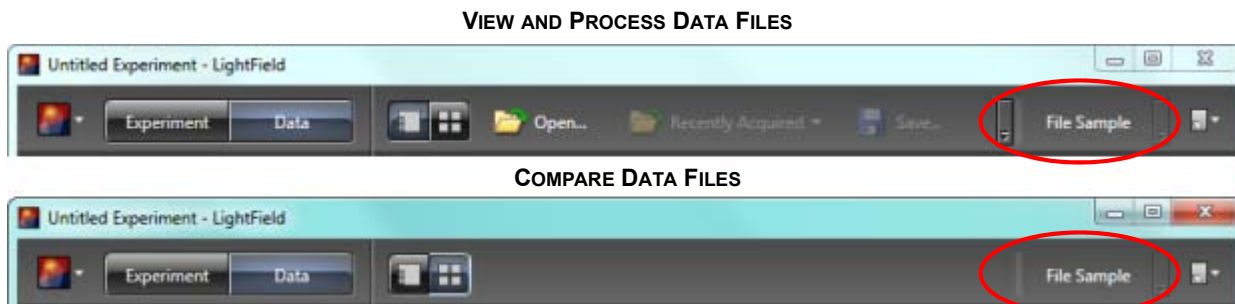 VIEW AND PROCESS DATA FILES
Untitled Experiment - LightField
Experiment Data Open... Recently Acquired Save... File Sample
COMPARE DATA FILES
Untitled Experiment - LightField
Experiment Data File Sample